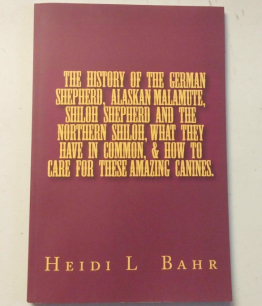 THE HISTORY OF THE GERMAN
SHEPHERD, ALASKAN MALAMUTE,
SHILOH SHEPHERD AND THE
NORTHERN SHILOH, WHAT THEY
HAVE IN COMMON, & HOW TO
CARE FOR THESE AMAZING CANINES.
HEIDI L BAHR